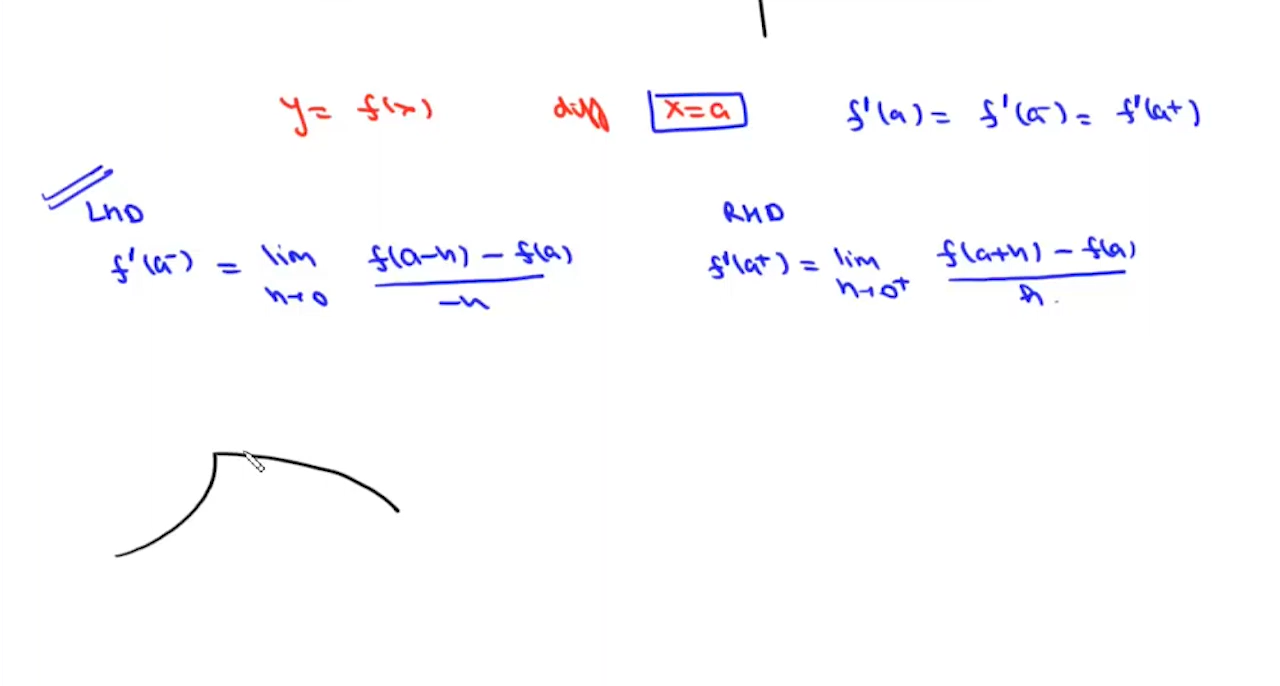 y = f(x) diff x=a f'(a) = f'(a⁻) = f'(a⁺)
LHD RHD
f'(a⁻) = lim h→0 f(a-h) - f(a) / -h f'(a⁺) = lim h→0⁺ f(a+h) - f(a) / h